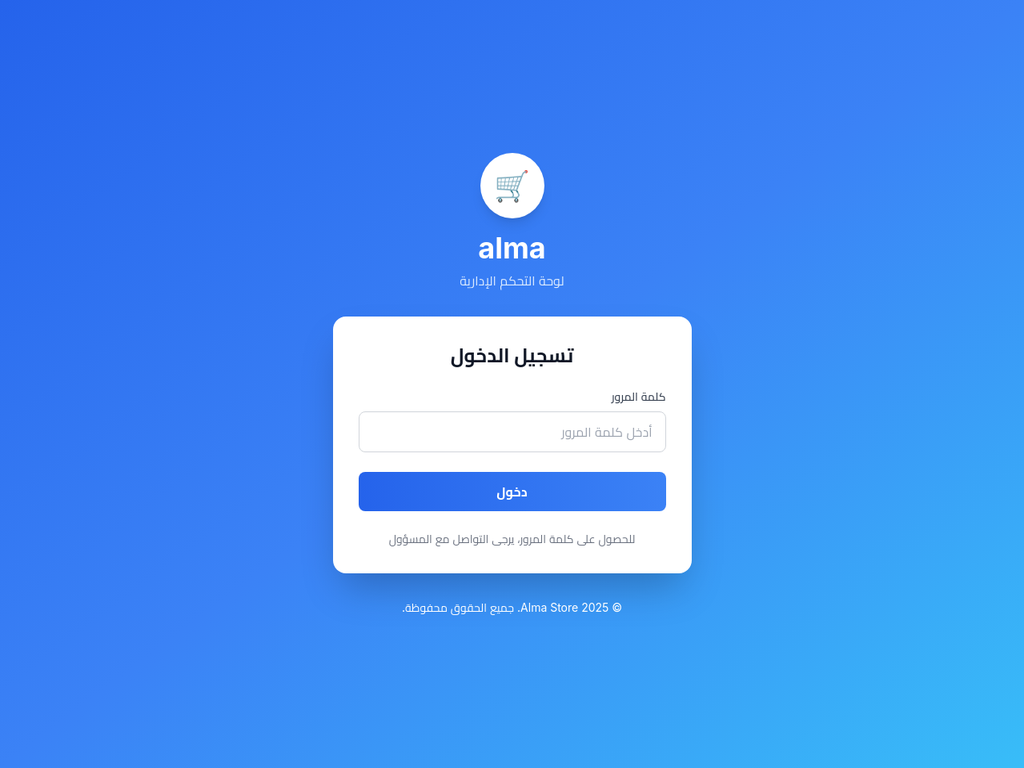 alma
لوحة التحكم الإدارية
تسجيل الدخول
كلمة المرور
أدخل كلمة المرور
دخول
للحصول على كلمة المرور، يرجى التواصل مع المسؤول
© 2025 Alma Store. جميع الحقوق محفوظة.